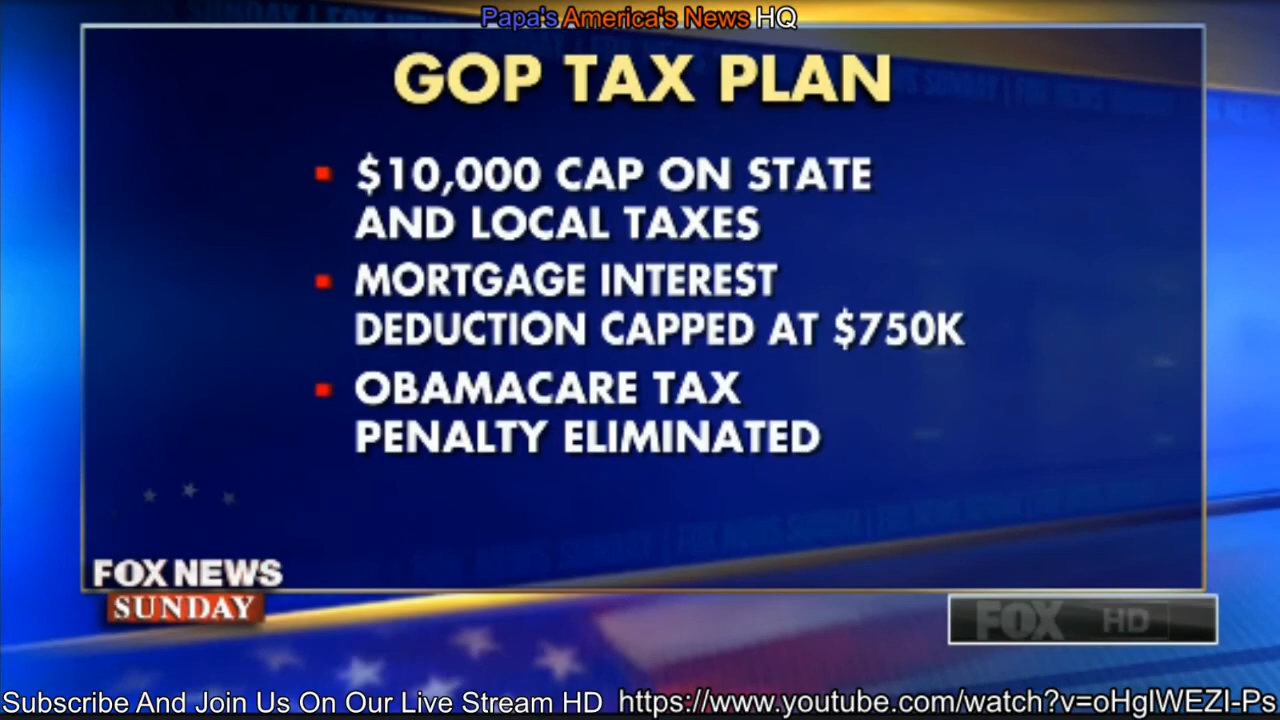 Papa's America's News HQ
GOP TAX PLAN
$10,000 CAP ON STATE
AND LOCAL TAXES
MORTGAGE INTEREST
DEDUCTION CAPPED AT $750K
OBAMACARE TAX
PENALTY ELIMINATED
FOX NEWS
SUNDAY
FOX HD
Subscribe And Join Us On Our Live Stream HD https://www.youtube.com/watch?v=oHglWEZI-Ps